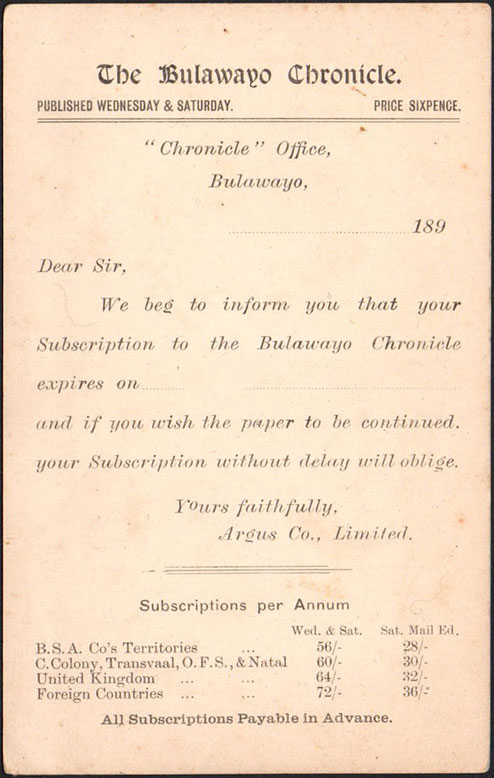 The Bulawayo Chronicle.
PUBLISHED WEDNESDAY & SATURDAY. PRICE SIXPENCE.
"Chronicle" Office,
Bulawayo,
........................................ 189
Dear Sir,
We beg to inform you that your
Subscription to the Bulawayo Chronicle
expires on ........................................
and if you wish the paper to be continued.
your Subscription without delay will oblige.
Yours faithfully,
Argus Co., Limited.
Subscriptions per Annum
Wed. & Sat. Sat. Mail Ed.
B.S.A. Co's Territories ... 56/- 28/-
C.Colony, Transvaal, O.F.S., & Natal 60/- 30/-
United Kingdom ... ... 64/- 32/-
Foreign Countries ... ... 72/- 36/-
All Subscriptions Payable in Advance.